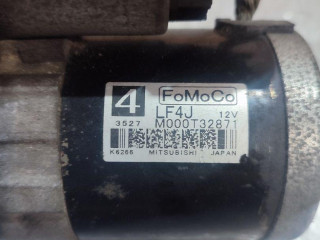 4 FoMoCo
LF4J 12V
3527 M000T32871
K6266 MITSUBISHI JAPAN